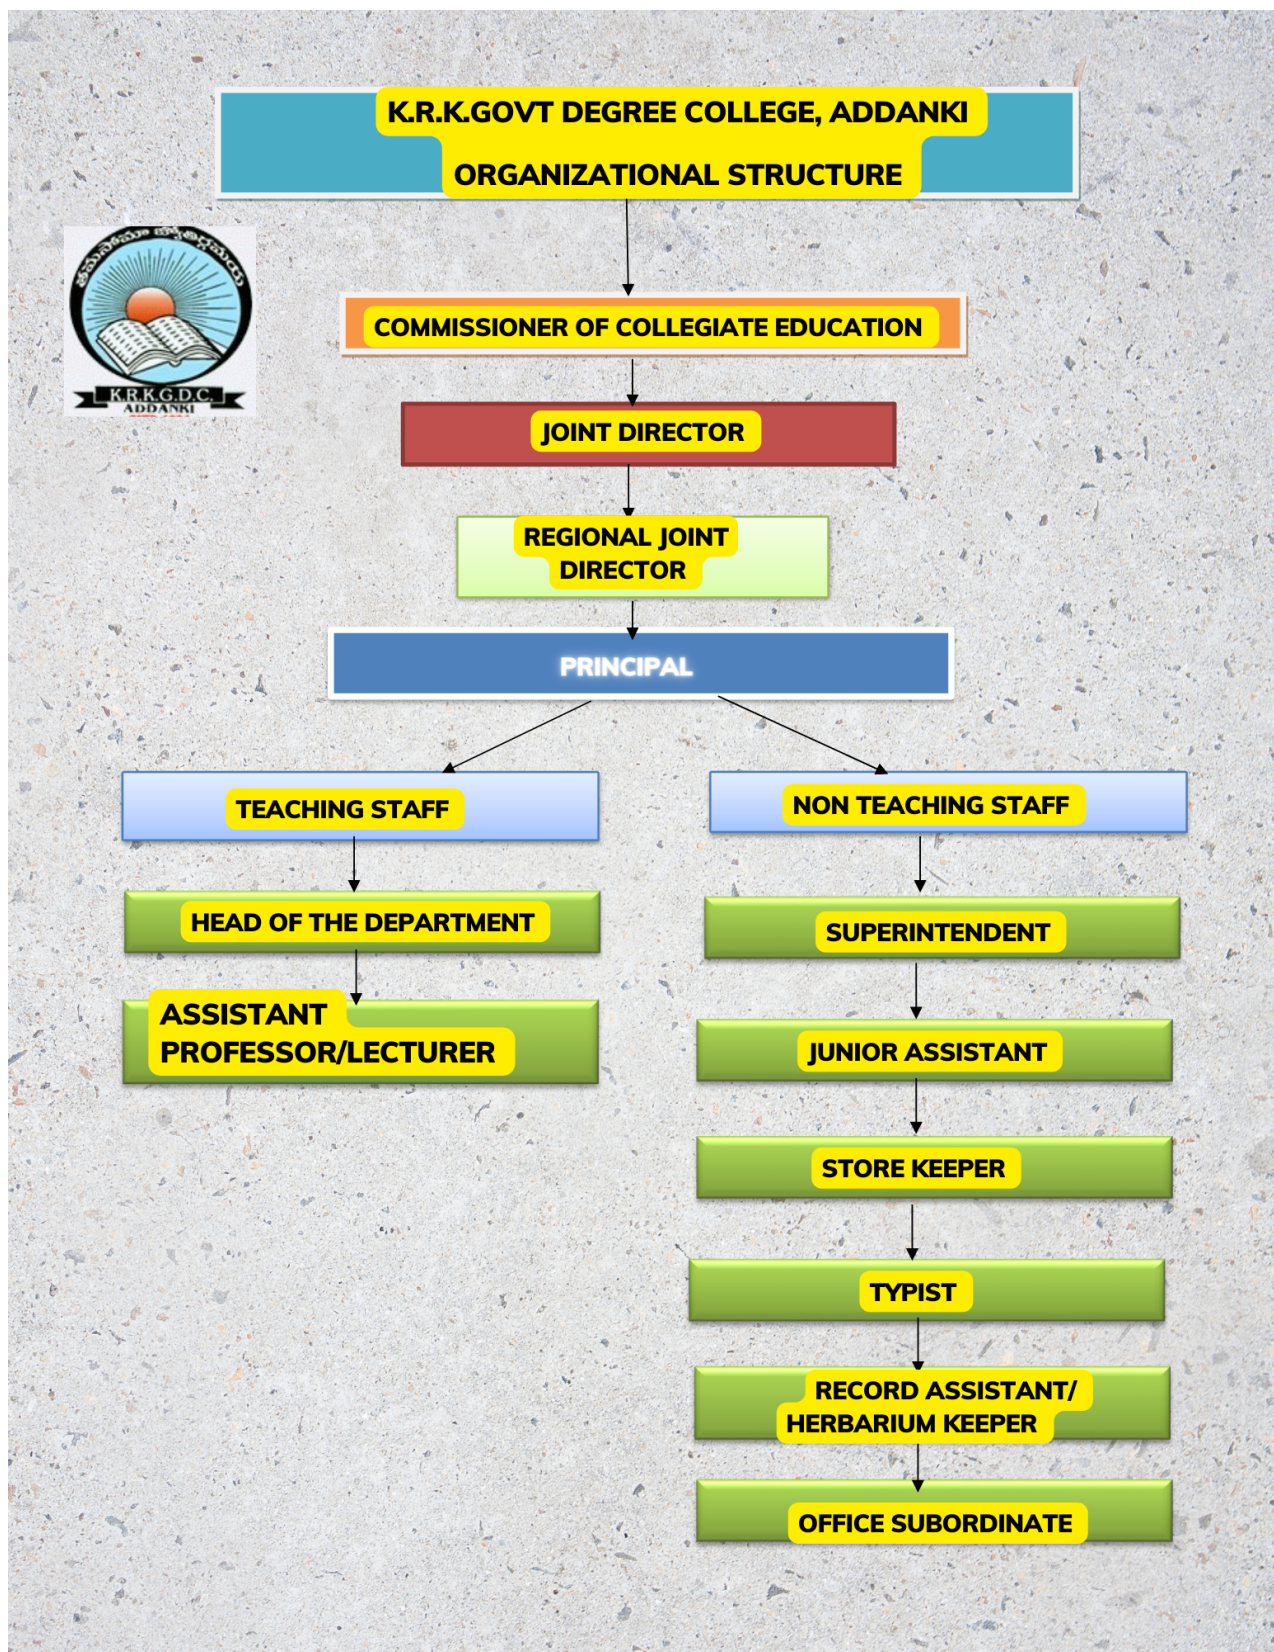 K.R.K.GOVT DEGREE COLLEGE, ADDANKI
ORGANIZATIONAL STRUCTURE
తమసోమా జ్యోతిర్గమయ
K.R.K.G.D.C.
ADDANKI
COMMISSIONER OF COLLEGIATE EDUCATION
JOINT DIRECTOR
REGIONAL JOINT
DIRECTOR
PRINCIPAL
TEACHING STAFF
NON TEACHING STAFF
HEAD OF THE DEPARTMENT
SUPERINTENDENT
ASSISTANT
PROFESSOR/LECTURER
JUNIOR ASSISTANT
STORE KEEPER
TYPIST
RECORD ASSISTANT/
HERBARIUM KEEPER
OFFICE SUBORDINATE